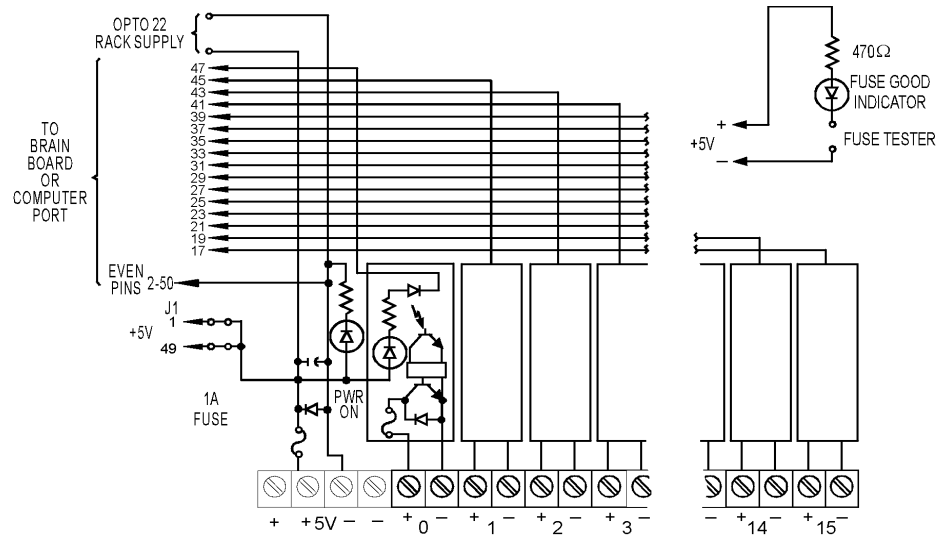 OPTO 22
RACK SUPPLY
47
45
43
41
39
37
35
33
31
29
27
25
23
21
19
17
TO
BRAIN
BOARD
OR
COMPUTER
PORT
EVEN
PINS 2-50
J1
1
+5V
49
1A
FUSE
PWR
ON
470Ω
FUSE GOOD
INDICATOR
+
+5V
−
FUSE TESTER
+ +5V − − + 0 − + 1 − + 2 − + 3 − − + 14 − + 15 −